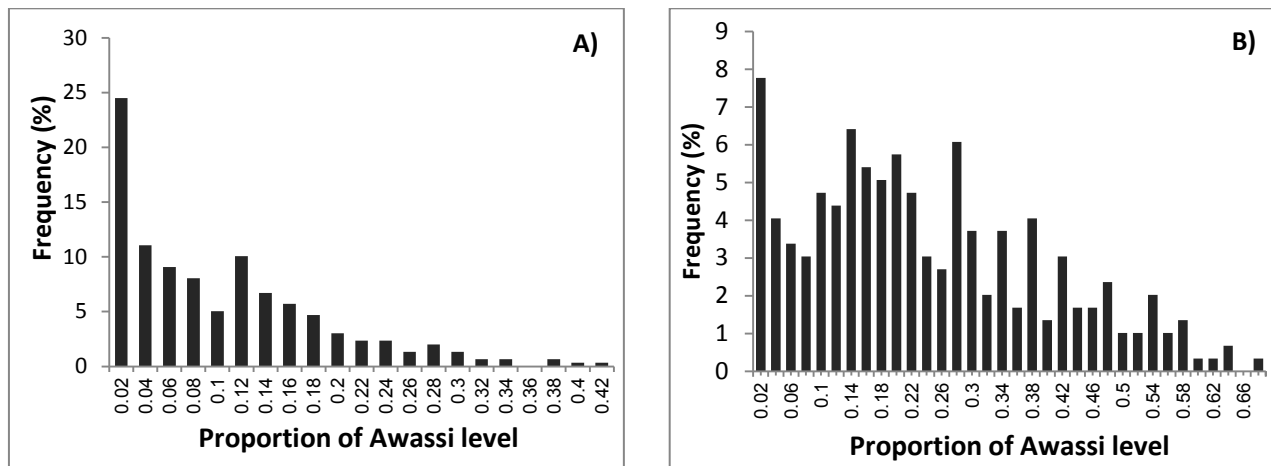 A)
Frequency (%)
30
25
20
15
10
5
0
0.02 0.04 0.06 0.08 0.1 0.12 0.14 0.16 0.18 0.2 0.22 0.24 0.26 0.28 0.3 0.32 0.34 0.36 0.38 0.4 0.42
Proportion of Awassi level
B)
Frequency (%)
9
8
7
6
5
4
3
2
1
0
0.02 0.06 0.1 0.14 0.18 0.22 0.26 0.3 0.34 0.38 0.42 0.46 0.5 0.54 0.58 0.62 0.66
Proportion of Awassi level